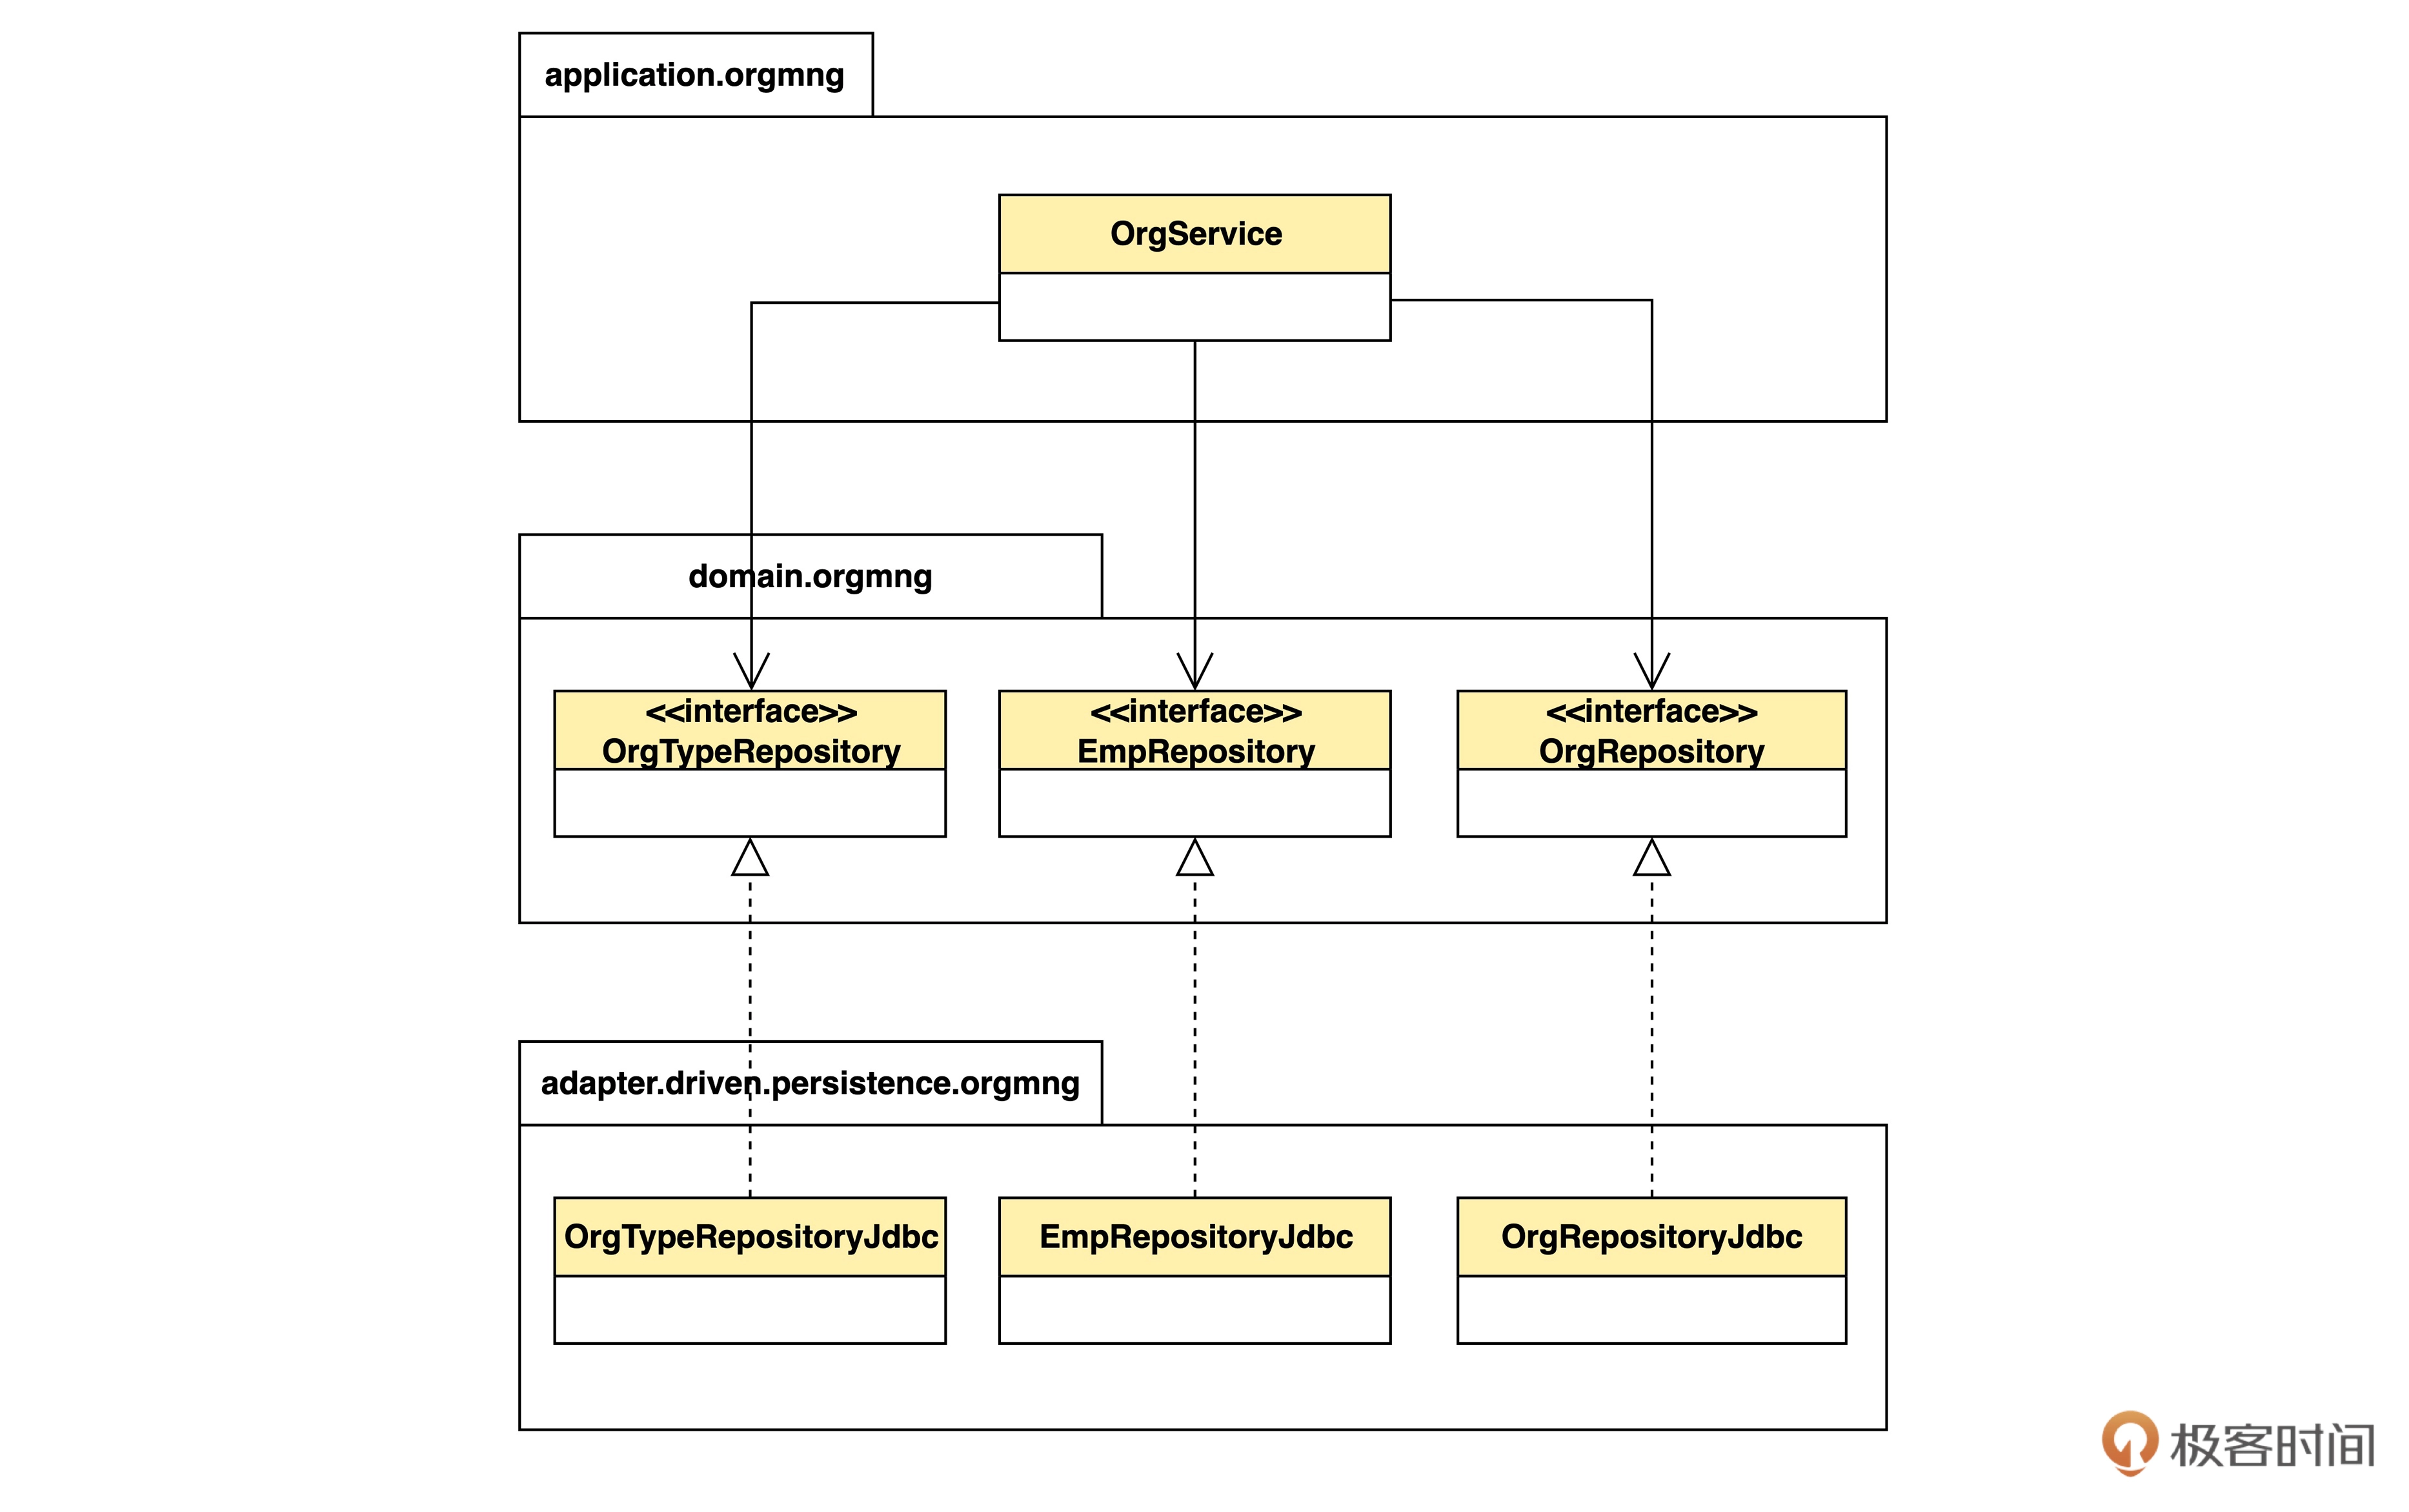 application.orgmng
OrgService
domain.orgmng
<<interface>>
OrgTypeRepository
<<interface>>
EmpRepository
<<interface>>
OrgRepository
adapter.driven.persistence.orgmng
OrgTypeRepositoryJdbc
EmpRepositoryJdbc
OrgRepositoryJdbc
极客时间